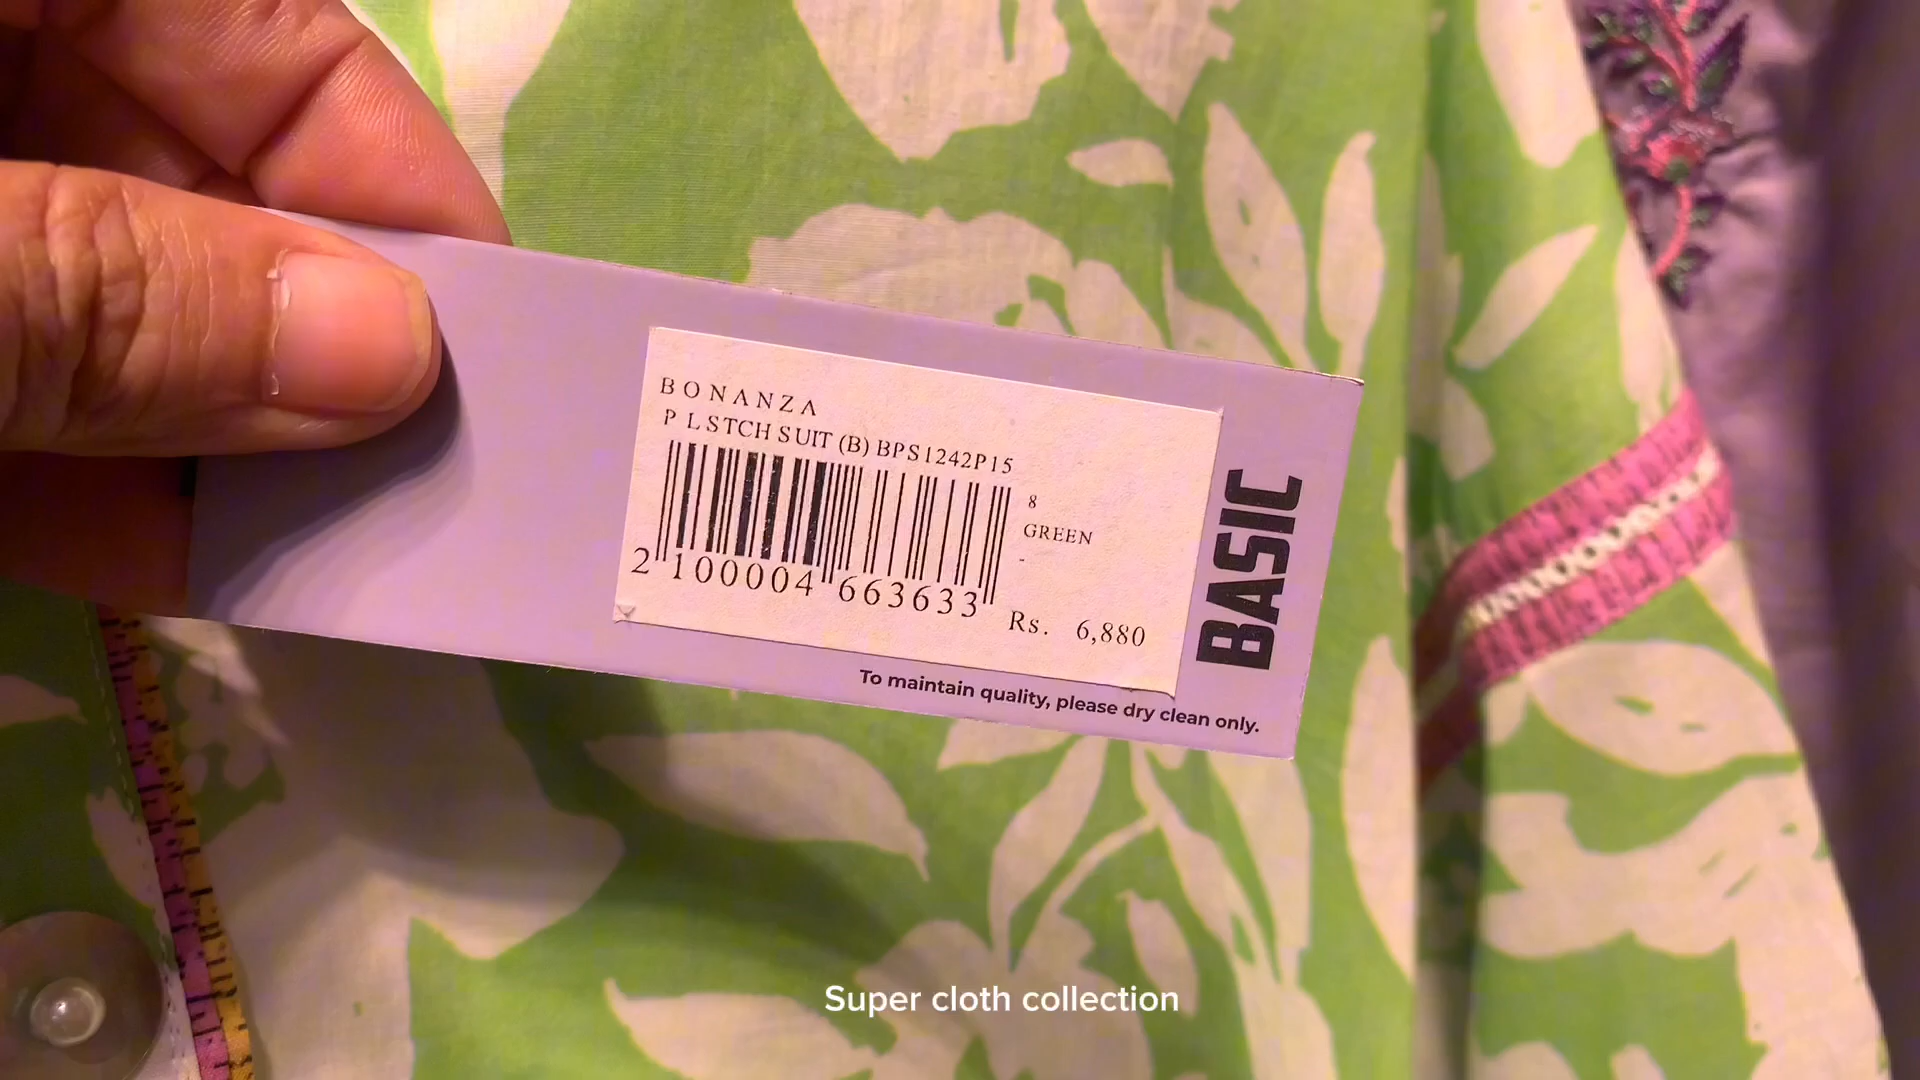 BONANZA
P L STCH SUIT (B) BPS1242P15
8
GREEN
-
2 100004 663633
Rs. 6,880
BASIC
To maintain quality, please dry clean only.
Super cloth collection